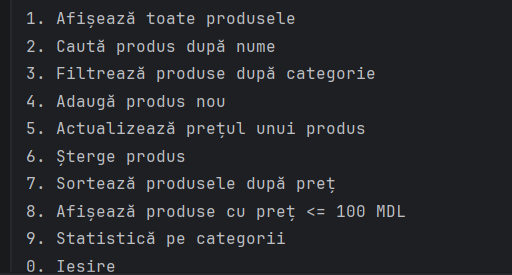 1. Afișează toate produsele
2. Caută produs după nume
3. Filtrează produse după categorie
4. Adaugă produs nou
5. Actualizează prețul unui produs
6. Șterge produs
7. Sortează produsele după preț
8. Afișează produse cu preț <= 100 MDL
9. Statistică pe categorii
0. Iesire